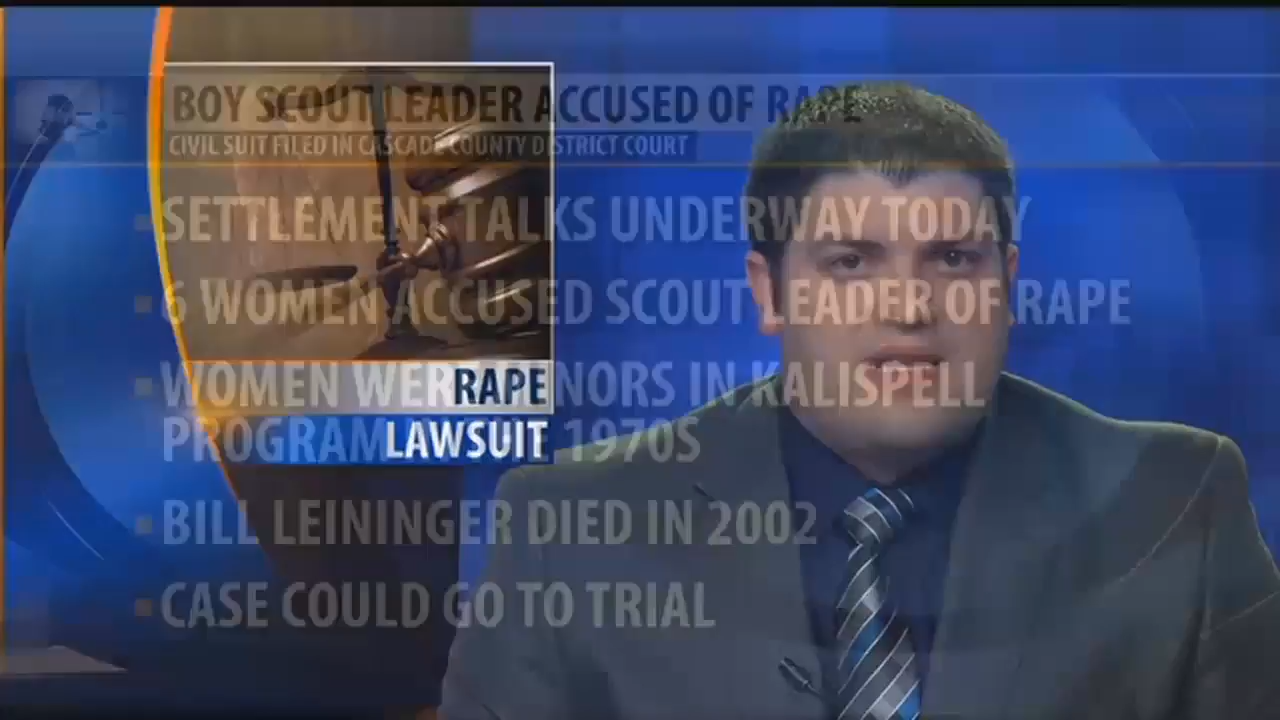 BOY SCOUT LEADER ACCUSED OF RAPE
CIVIL SUIT FILED IN CASCADE COUNTY DISTRICT COURT
SETTLEMENT TALKS UNDERWAY TODAY
6 WOMEN ACCUSED SCOUT LEADER OF RAPE
WOMEN WERE MINORS IN KALISPELL
PROGRAM 1970S
BILL LEININGER DIED IN 2002
CASE COULD GO TO TRIAL
RAPE
LAWSUIT